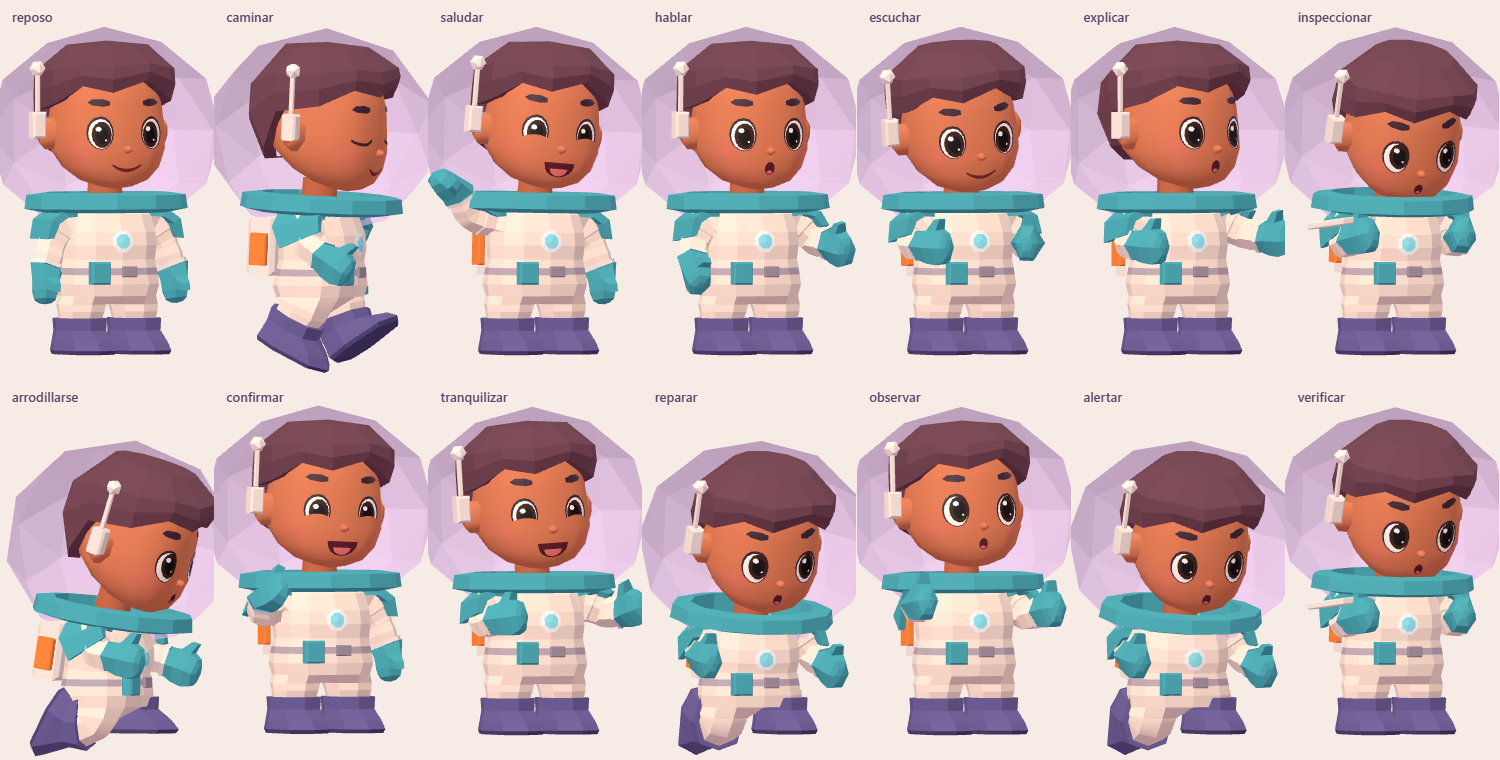 reposo
caminar
saludar
hablar
escuchar
explicar
inspeccionar
arrodillarse
confirmar
tranquilizar
reparar
observar
alertar
verificar